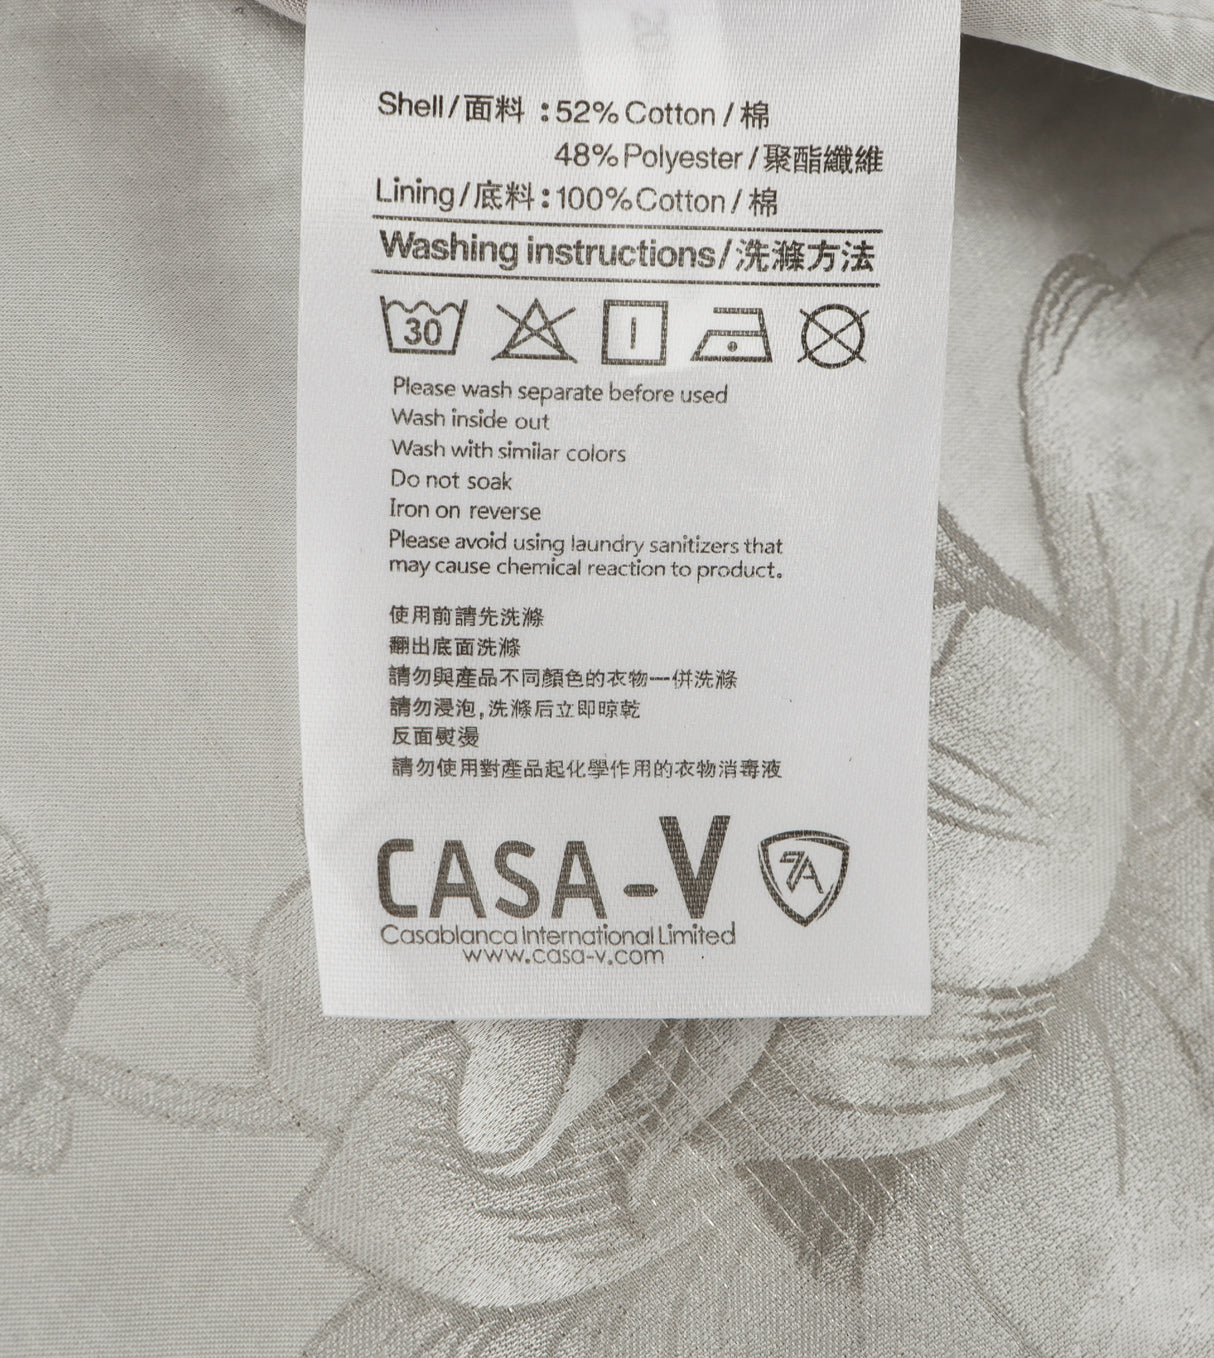 Shell/面料 :52% Cotton / 棉
48% Polyester / 聚酯纖維
Lining/底料:100%Cotton / 棉
Washing instructions/洗滌方法
30
Please wash separate before used
Wash inside out
Wash with similar colors
Do not soak
Iron on reverse
Please avoid using laundry sanitizers that
may cause chemical reaction to product.
使用前請先洗滌
翻出底面洗滌
請勿與產品不同顏色的衣物一併洗滌
請勿浸泡,洗滌后立即晾乾
反面熨燙
請勿使用對產品起化學作用的衣物消毒液
CASA-V
Casablanca International Limited
www.casa-v.com